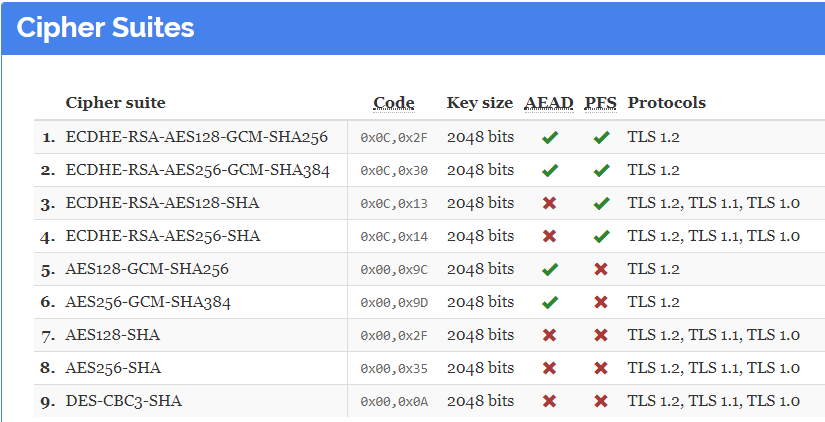 Cipher Suites
Cipher suite Code Key size AEAD PFS Protocols
1. ECDHE-RSA-AES128-GCM-SHA256 0x0C,0x2F 2048 bits ✔ ✔ TLS 1.2
2. ECDHE-RSA-AES256-GCM-SHA384 0x0C,0x30 2048 bits ✔ ✔ TLS 1.2
3. ECDHE-RSA-AES128-SHA 0x0C,0x13 2048 bits ✖ ✔ TLS 1.2, TLS 1.1, TLS 1.0
4. ECDHE-RSA-AES256-SHA 0x0C,0x14 2048 bits ✖ ✔ TLS 1.2, TLS 1.1, TLS 1.0
5. AES128-GCM-SHA256 0x00,0x9C 2048 bits ✔ ✖ TLS 1.2
6. AES256-GCM-SHA384 0x00,0x9D 2048 bits ✔ ✖ TLS 1.2
7. AES128-SHA 0x00,0x2F 2048 bits ✖ ✖ TLS 1.2, TLS 1.1, TLS 1.0
8. AES256-SHA 0x00,0x35 2048 bits ✖ ✖ TLS 1.2, TLS 1.1, TLS 1.0
9. DES-CBC3-SHA 0x00,0x0A 2048 bits ✖ ✖ TLS 1.2, TLS 1.1, TLS 1.0